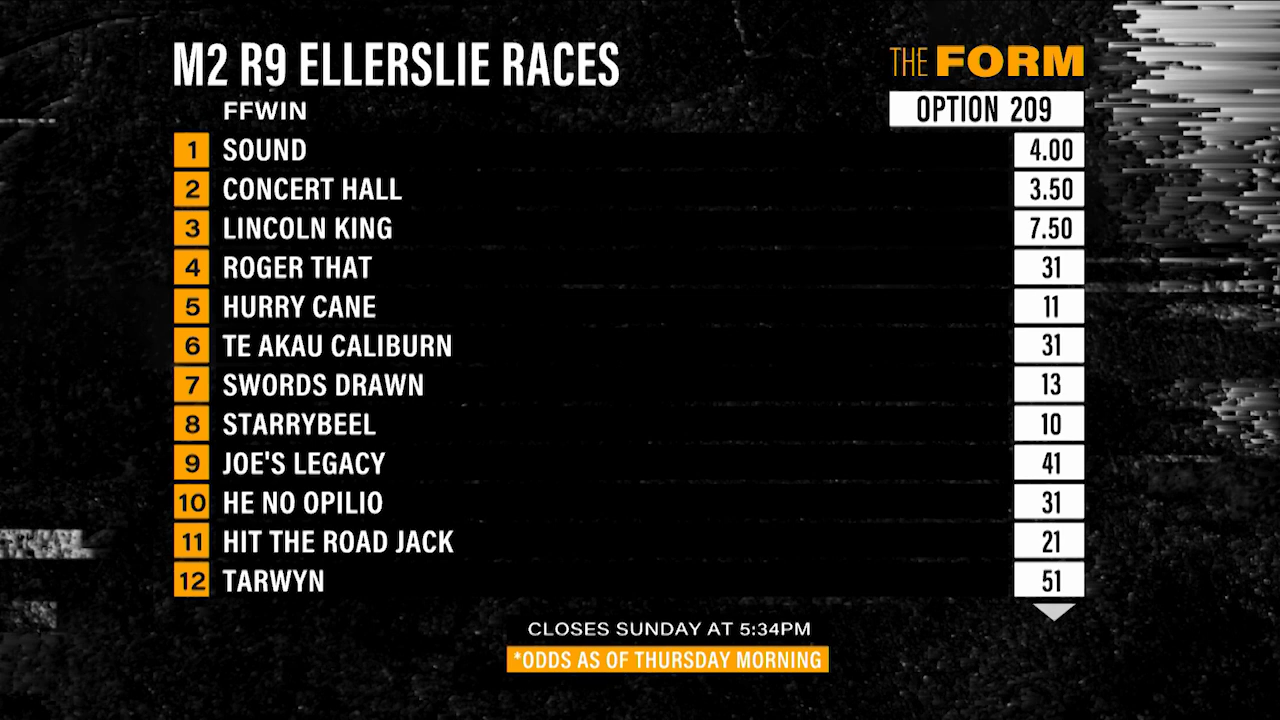 M2 R9 ELLERSLIE RACES
THE FORM
FFWIN
OPTION 209
1 SOUND 4.00
2 CONCERT HALL 3.50
3 LINCOLN KING 7.50
4 ROGER THAT 31
5 HURRY CANE 11
6 TE AKAU CALIBURN 31
7 SWORDS DRAWN 13
8 STARRYBEEL 10
9 JOE'S LEGACY 41
10 HE NO OPILIO 31
11 HIT THE ROAD JACK 21
12 TARWYN 51
CLOSES SUNDAY AT 5:34PM
*ODDS AS OF THURSDAY MORNING